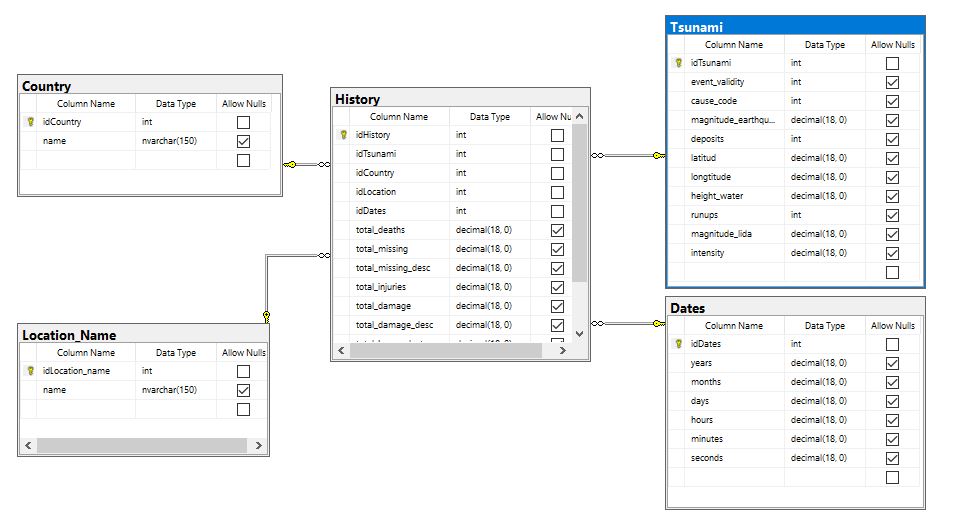 Country
Column Name Data Type Allow Nulls
idCountry int
name nvarchar(150)
Location_Name
Column Name Data Type Allow Nulls
idLocation_name int
name nvarchar(150)
History
Column Name Data Type Allow Nu
idHistory int
idTsunami int
idCountry int
idLocation int
idDates int
total_deaths decimal(18, 0)
total_missing decimal(18, 0)
total_missing_desc decimal(18, 0)
total_injuries decimal(18, 0)
total_damage decimal(18, 0)
total_damage_desc decimal(18, 0)
Tsunami
Column Name Data Type Allow Nulls
idTsunami int
event_validity int
cause_code int
magnitude_earthqu... decimal(18, 0)
deposits int
latitud decimal(18, 0)
longtitude decimal(18, 0)
height_water decimal(18, 0)
runups int
magnitude_lida decimal(18, 0)
intensity decimal(18, 0)
Dates
Column Name Data Type Allow Nulls
idDates int
years decimal(18, 0)
months decimal(18, 0)
days decimal(18, 0)
hours decimal(18, 0)
minutes decimal(18, 0)
seconds decimal(18, 0)